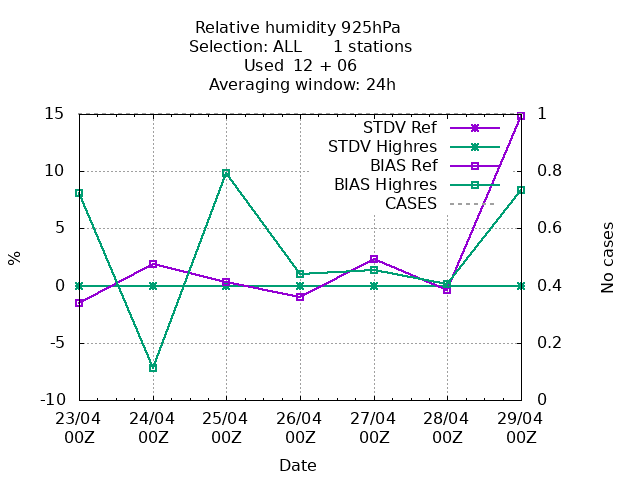 Relative humidity 925hPa
Selection: ALL 1 stations
Used 12 + 06
Averaging window: 24h
15 1
STDV Ref
STDV Highres
BIAS Ref
BIAS Highres
CASES
10 0.8
5 0.6
0 0.4
-5 0.2
-10 0
%
No cases
23/04 24/04 25/04 26/04 27/04 28/04 29/04
00Z 00Z 00Z 00Z 00Z 00Z 00Z
Date